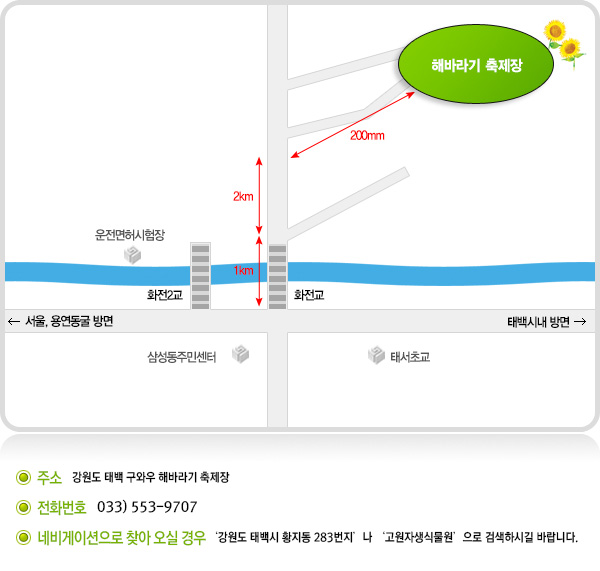 해바라기 축제장
200mm
2km
운전면허시험장
1km
화전2교
화전교
← 서울, 용연동굴 방면
태백시내 방면 →
삼성동주민센터
태서초교
주소 강원도 태백 구와우 해바라기 축제장
전화번호 033) 553-9707
네비게이션으로 찾아 오실 경우 '강원도 태백시 황지동 283번지' 나 '고원자생식물원' 으로 검색하시길 바랍니다.